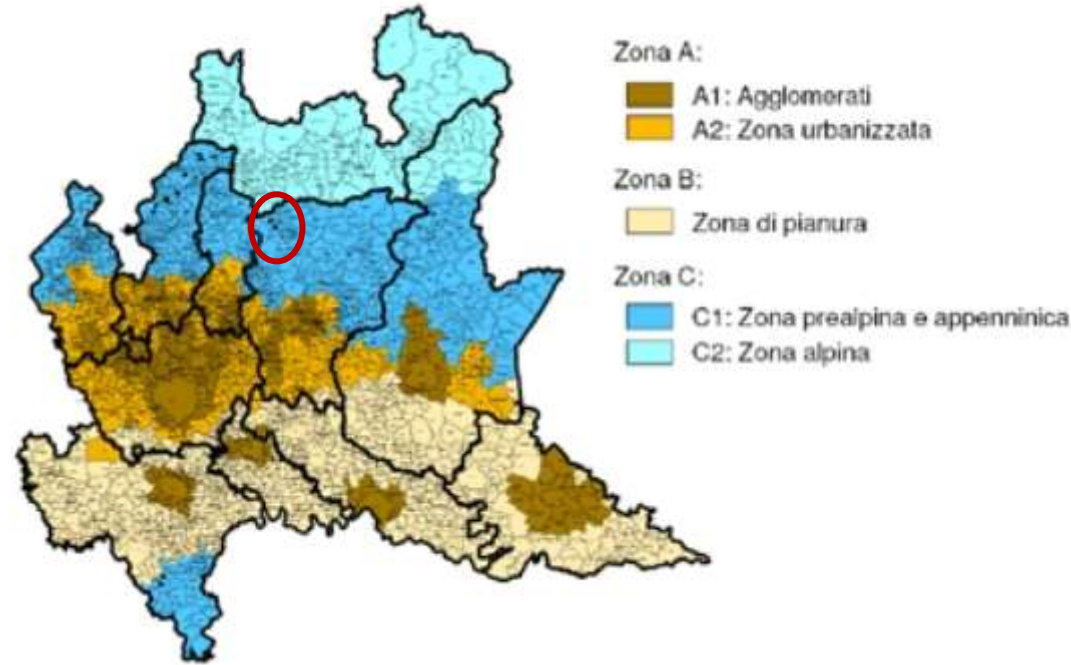 Zona A:
A1: Agglomerati
A2: Zona urbanizzata
Zona B:
Zona di pianura
Zona C:
C1: Zona prealpina e appenninica
C2: Zona alpina